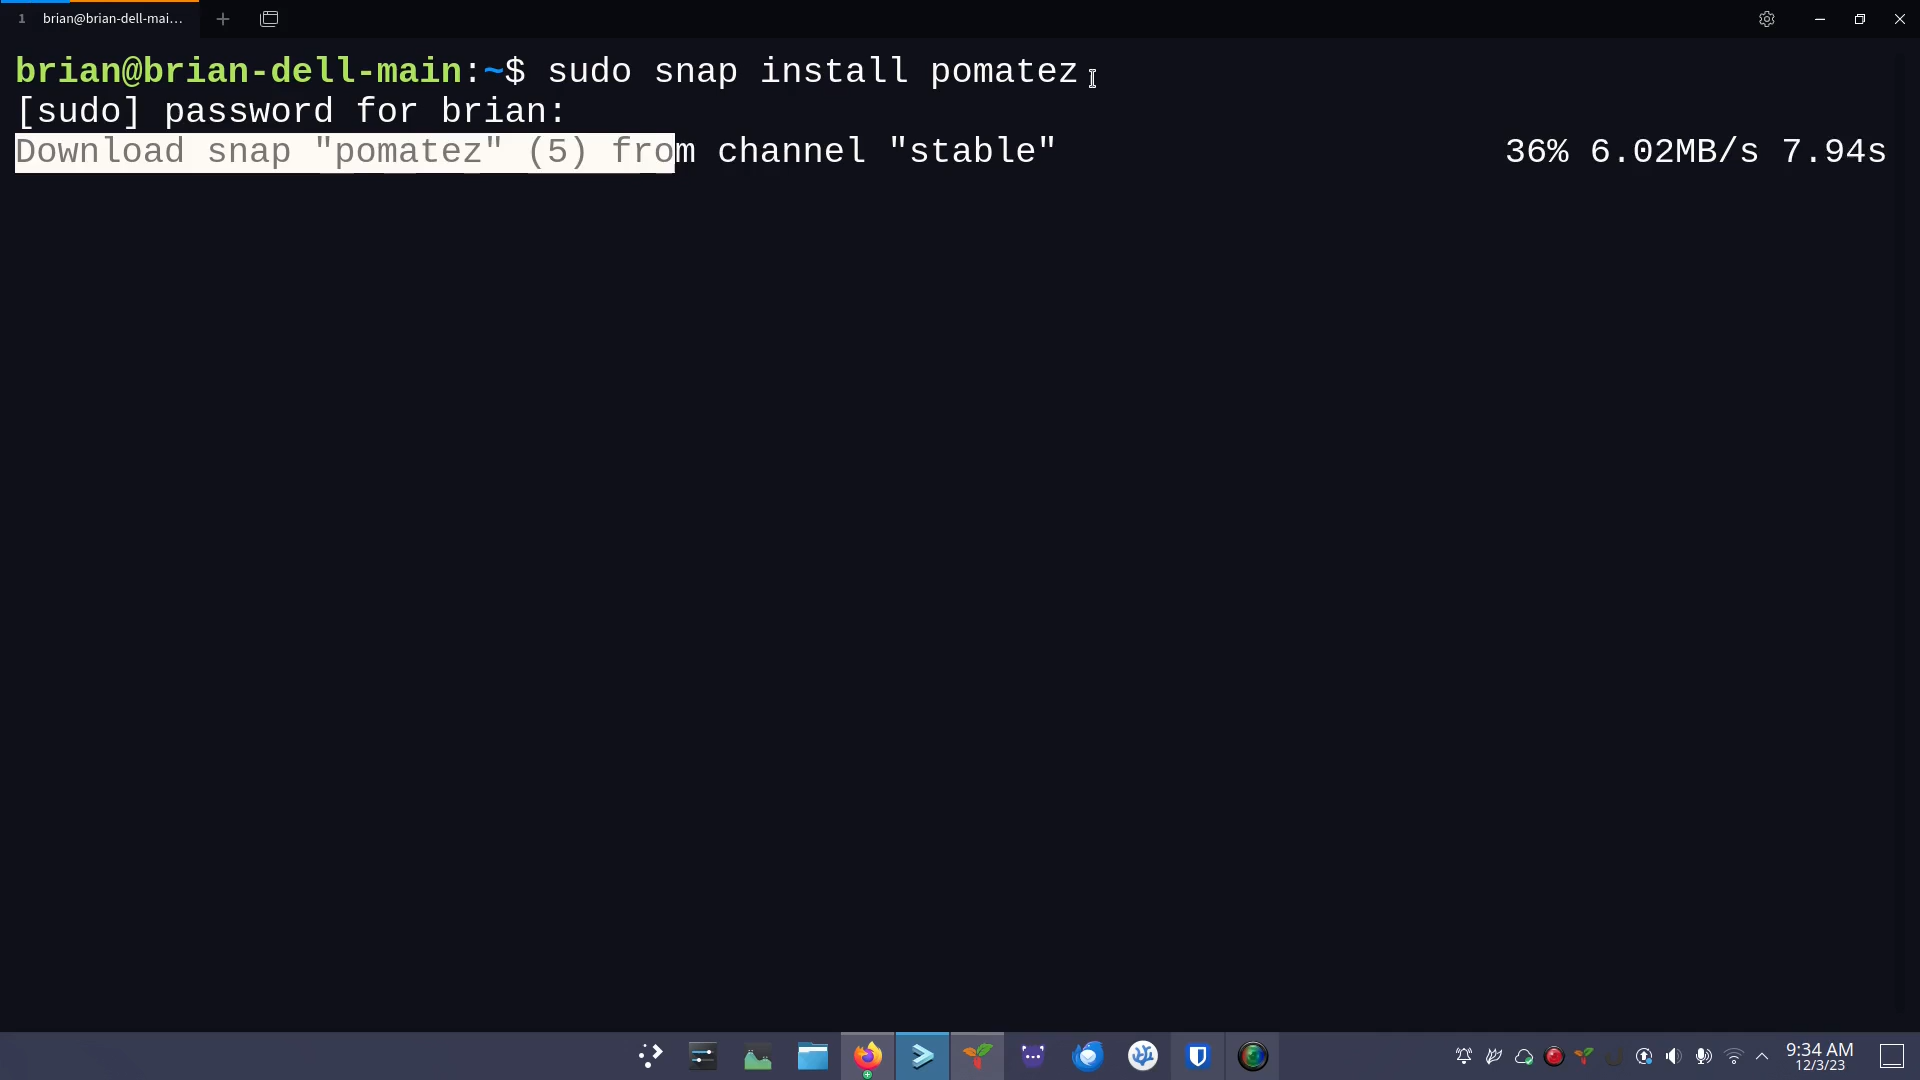 1 brian@brian-dell-mai...
brian@brian-dell-main:~$ sudo snap install pomatez
[sudo] password for brian:
Download snap "pomatez" (5) from channel "stable" 36% 6.02MB/s 7.94s
9:34 AM
12/3/23